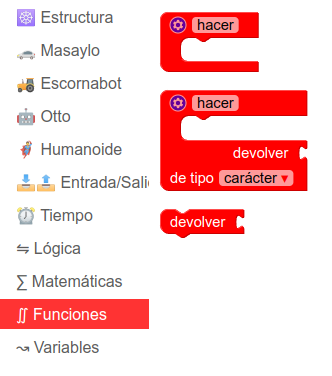 Estructura
Masaylo
Escornabot
Otto
Humanoide
Entrada/Sali
Tiempo
Lógica
∑ Matemáticas
∬ Funciones
Variables
hacer
hacer
devolver
de tipo carácter ▾
devolver